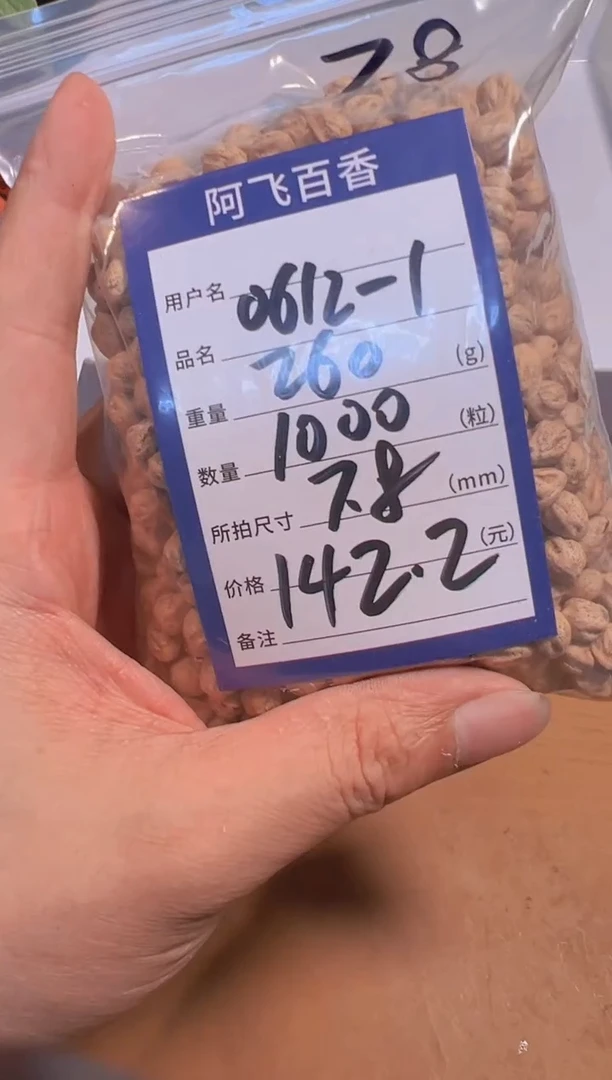 78
阿飞百香
用户名 0612-1
品名
重量 260 (g)
数量 1000 (粒)
所拍尺寸 7.8 (mm)
价格 142.2 (元)
备注